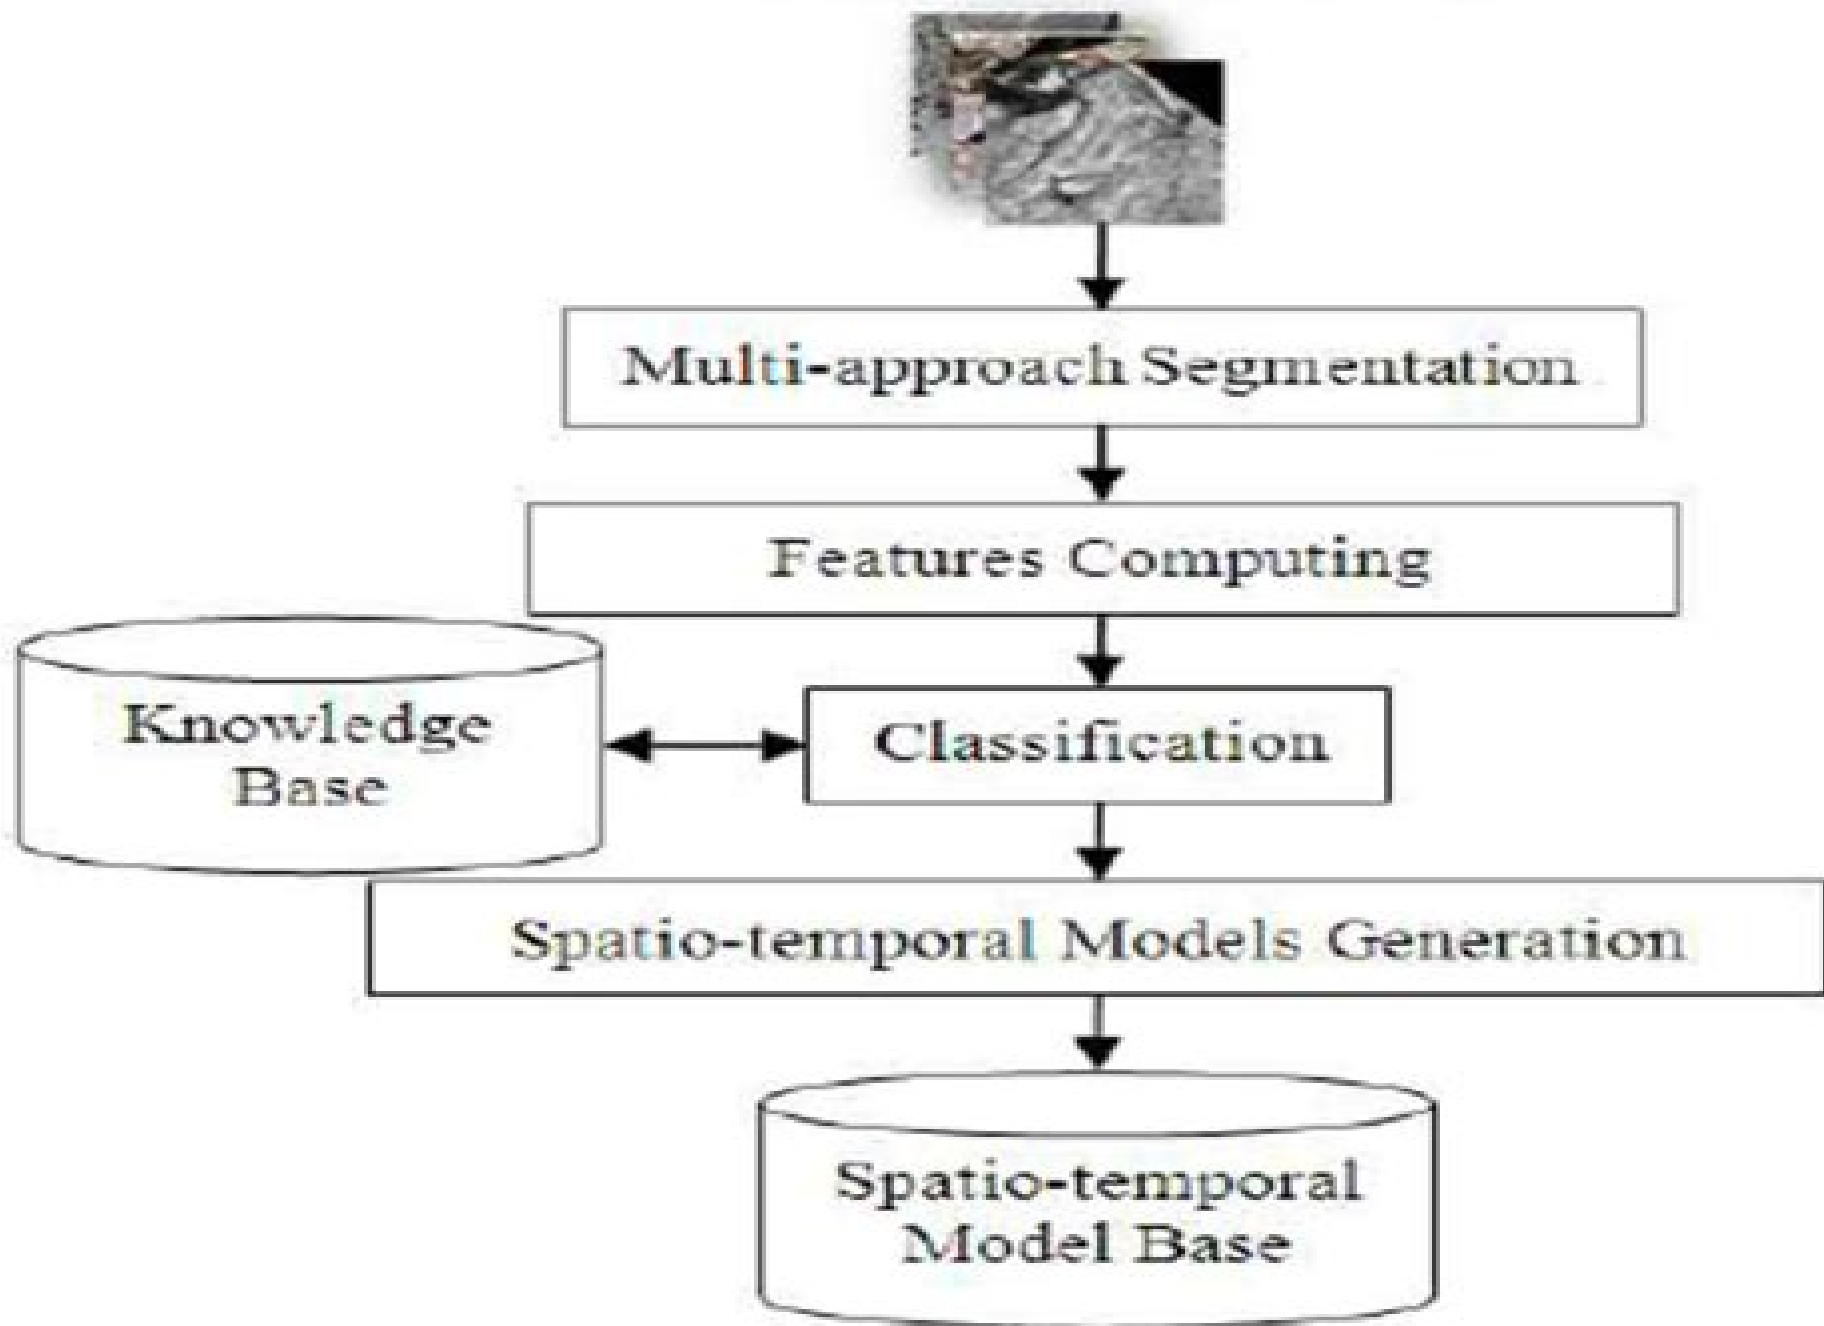 Multi-approach Segmentation
Features Computing
Knowledge
Base
Classification
Spatio-temporal Models Generation
Spatio-temporal
Model Base